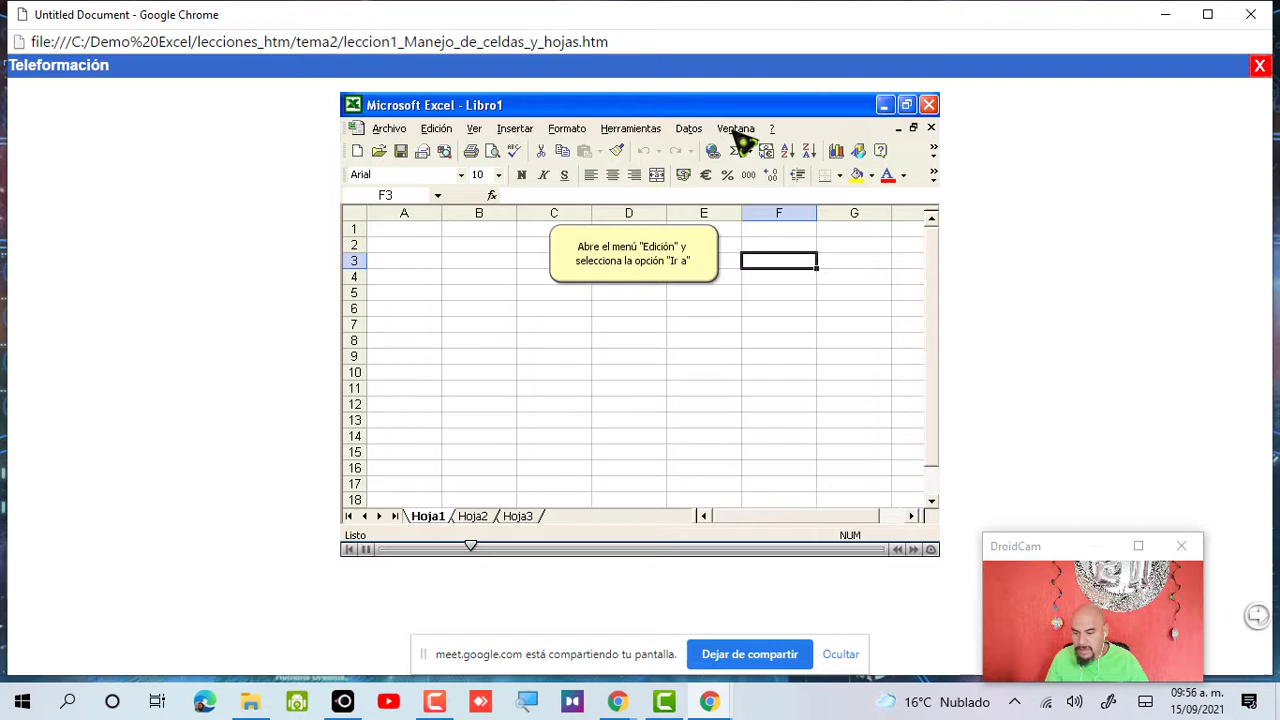 Untitled Document - Google Chrome
file:///C:/Demo%20Excel/lecciones_htm/tema2/leccion1_Manejo_de_celdas_y_hojas.htm
Teleformación
X
Microsoft Excel - Libro1
Archivo Edición Ver Insertar Formato Herramientas Datos Ventana ?
Arial 10 N K S € % 000
F3 fx
A B C D E F G
1
2
3
4
5
6
7
8
9
10
11
12
13
14
15
16
17
18
Abre el menú "Edición" y
selecciona la opción "Ir a"
Hoja1 Hoja2 Hoja3
Listo NUM
DroidCam
meet.google.com está compartiendo tu pantalla. Dejar de compartir Ocultar
16°C Nublado 09:56 a. m.
15/09/2021